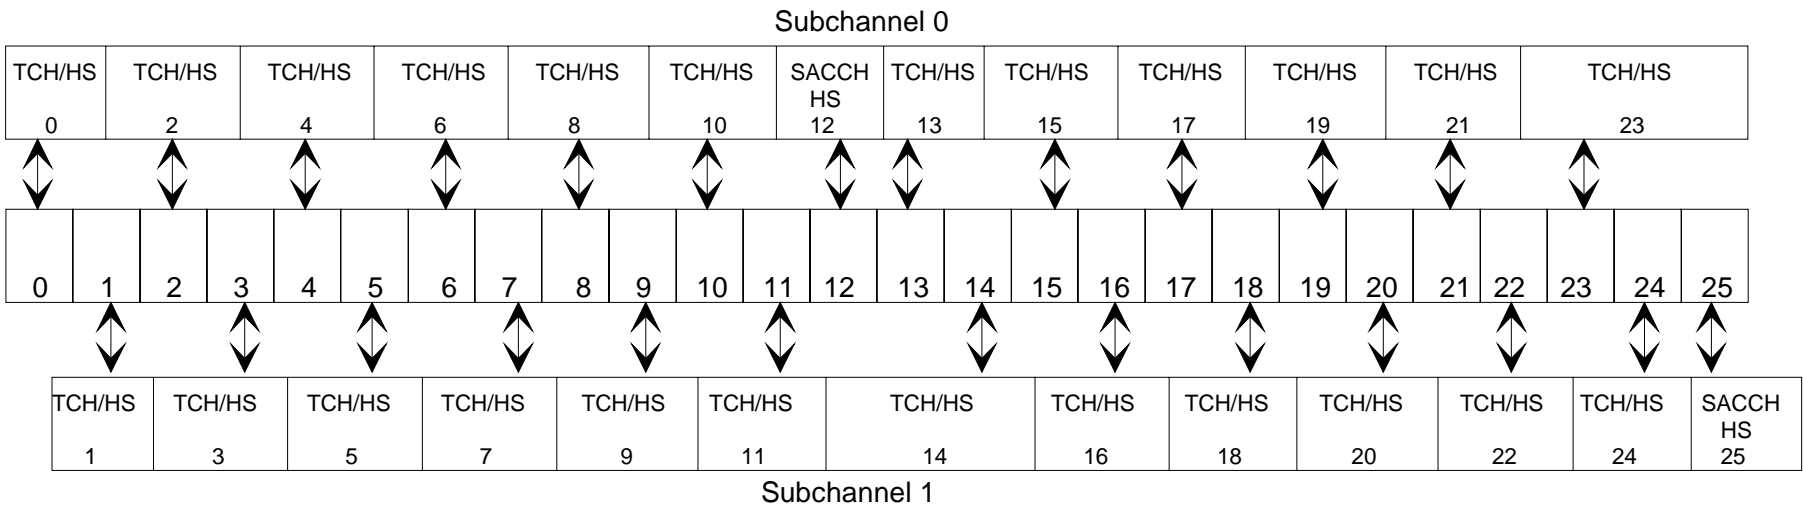 Subchannel 0
TCH/HS TCH/HS TCH/HS TCH/HS TCH/HS TCH/HS SACCH TCH/HS TCH/HS TCH/HS TCH/HS TCH/HS TCH/HS
HS
0 2 4 6 8 10 12 13 15 17 19 21 23
0 1 2 3 4 5 6 7 8 9 10 11 12 13 14 15 16 17 18 19 20 21 22 23 24 25
TCH/HS TCH/HS TCH/HS TCH/HS TCH/HS TCH/HS TCH/HS TCH/HS TCH/HS TCH/HS TCH/HS TCH/HS SACCH
HS
1 3 5 7 9 11 14 16 18 20 22 24 25
Subchannel 1